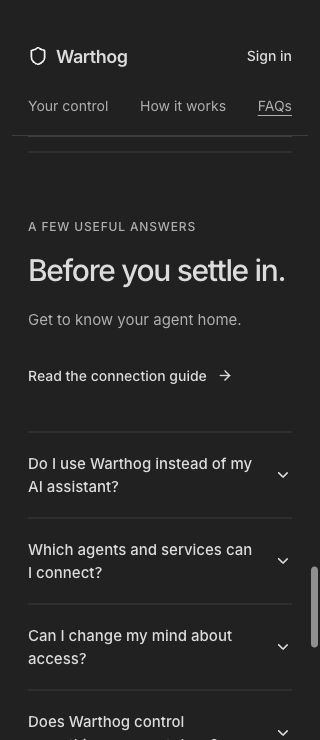 Warthog
Sign in
Your control
How it works
FAQs
A FEW USEFUL ANSWERS
Before you settle in.
Get to know your agent home.
Read the connection guide
Do I use Warthog instead of my
AI assistant?
Which agents and services can
I connect?
Can I change my mind about
access?
Does Warthog control